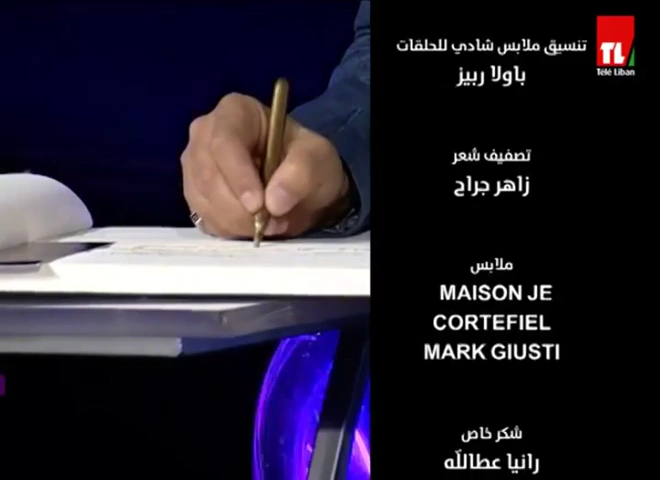 تنسيق ملابس شادي للحلقات
باولا ربيز
TL
Télé Liban
تصفيف شعر
زاهر جراح
ملابس
MAISON JE
CORTEFIEL
MARK GIUSTI
شكر خاص
رانيا عطالله